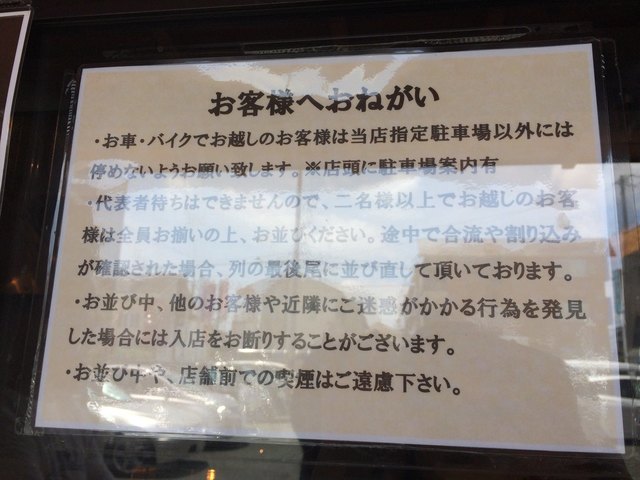 お客様へおねがい
・お車・バイクでお越しのお客様は当店指定駐車場以外には
停めないようお願い致します。※店頭に駐車場案内有
・代表者待ちはできませんので、二名様以上でお越しのお客
様は全員お揃いの上、お並びください。途中で合流や割り込み
が確認された場合、列の最後尾に並び直して頂いております。
・お並び中、他のお客様や近隣にご迷惑がかかる行為を発見
した場合には入店をお断りすることがございます。
・お並び中や、店舗前での喫煙はご遠慮下さい。